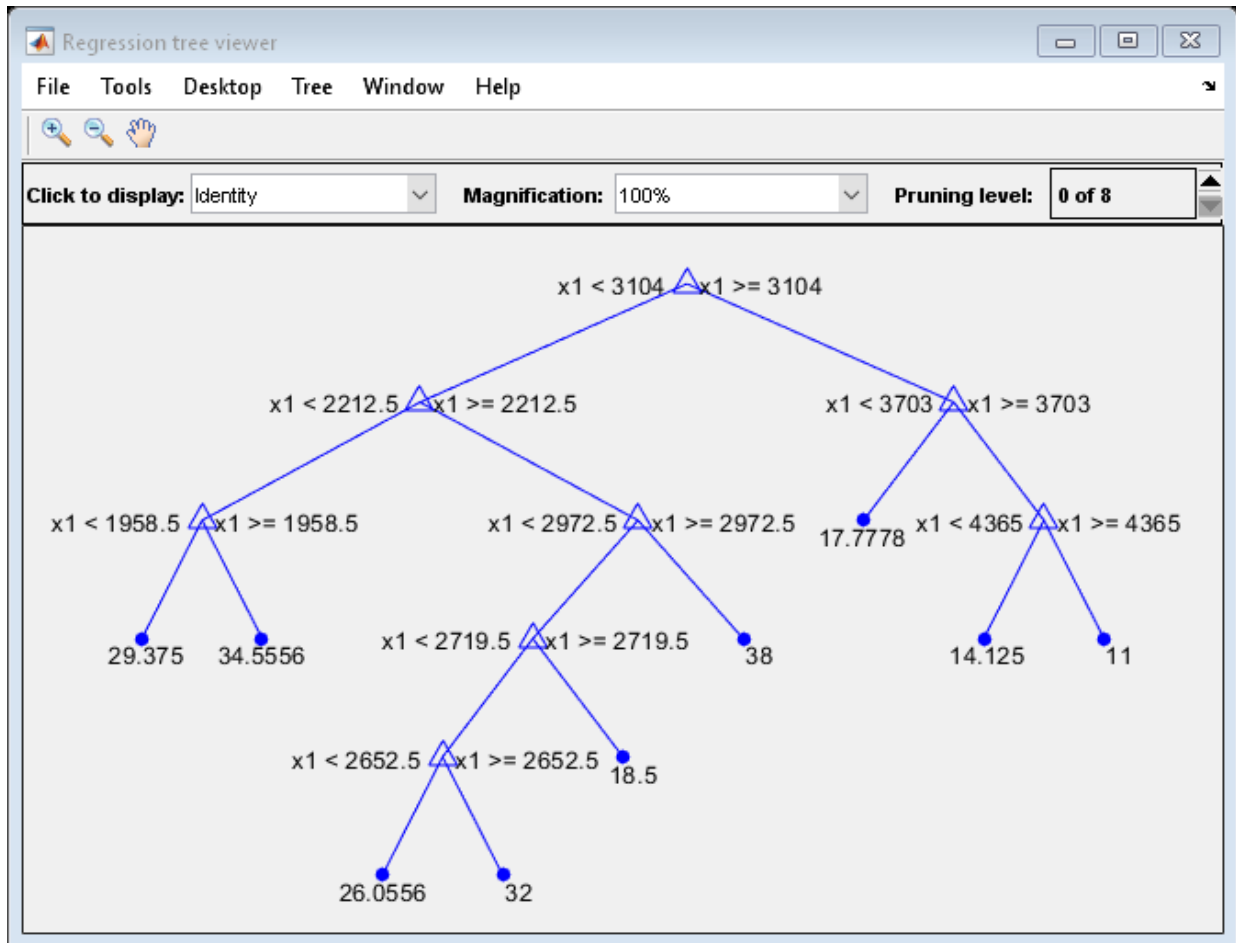 Regression tree viewer
File Tools Desktop Tree Window Help
Click to display: Identity Magnification: 100% Pruning level: 0 of 8
x1 < 3104 x1 >= 3104
x1 < 2212.5 x1 >= 2212.5 x1 < 3703 x1 >= 3703
x1 < 1958.5 x1 >= 1958.5 x1 < 2972.5 x1 >= 2972.5 17.7778 x1 < 4365 x1 >= 4365
29.375 34.5556 x1 < 2719.5 x1 >= 2719.5 38 14.125 11
x1 < 2652.5 x1 >= 2652.5 18.5
26.0556 32